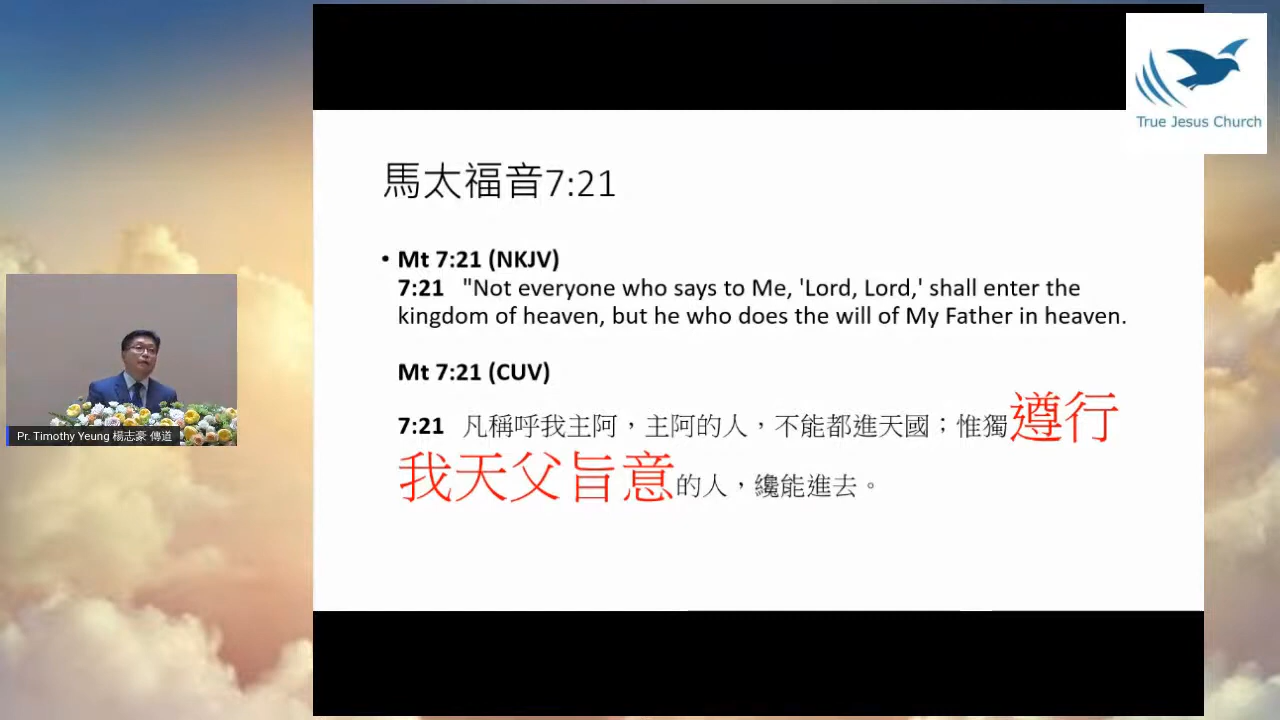 True Jesus Church
馬太福音7:21
• Mt 7:21 (NKJV)
7:21 "Not everyone who says to Me, 'Lord, Lord,' shall enter the
kingdom of heaven, but he who does the will of My Father in heaven.
Mt 7:21 (CUV)
7:21 凡稱呼我主阿，主阿的人，不能都進天國；惟獨遵行
我天父旨意的人，纔能進去。
Pr. Timothy Yeung 楊志豪 傳道